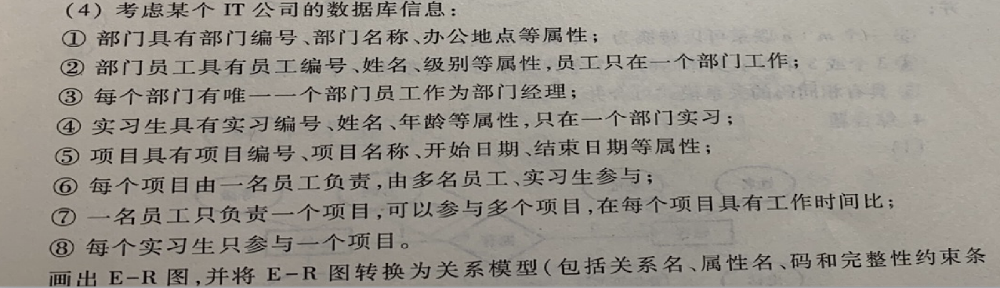 (4) 考虑某个 IT 公司的数据库信息:
① 部门具有部门编号、部门名称、办公地点等属性;
② 部门员工具有员工编号、姓名、级别等属性,员工只在一个部门工作;
③ 每个部门有唯一一个部门员工作为部门经理;
④ 实习生具有实习编号、姓名、年龄等属性,只在一个部门实习;
⑤ 项目具有项目编号、项目名称、开始日期、结束日期等属性;
⑥ 每个项目由一名员工负责,由多名员工、实习生参与;
⑦ 一名员工只负责一个项目,可以参与多个项目,在每个项目具有工作时间比;
⑧ 每个实习生只参与一个项目。
画出 E-R 图,并将 E-R 图转换为关系模型(包括关系名、属性名、码和完整性约束条